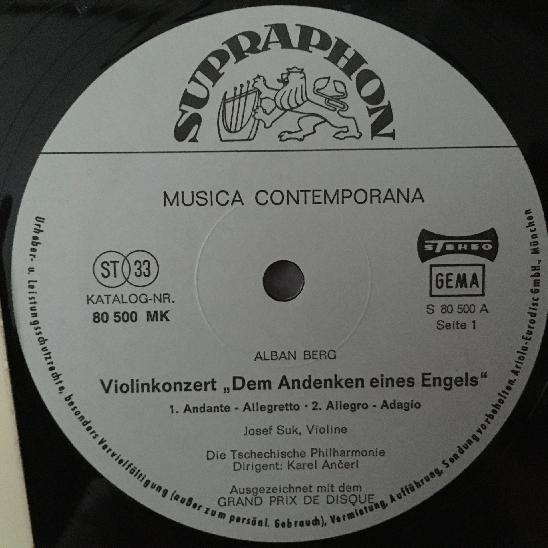 SUPRAPHON
MUSICA CONTEMPORANA
ST 33
KATALOG-NR.
80 500 MK
STEREO
GEMA
S 80 500 A
Seite 1
ALBAN BERG
Violinkonzert „Dem Andenken eines Engels“
1. Andante - Allegretto · 2. Allegro - Adagio
Josef Suk, Violine
Die Tschechische Philharmonie
Dirigent: Karel Ančerl
Ausgezeichnet mit dem
GRAND PRIX DE DISQUE
Urheber- u. Leistungsschutzrechte, besonders Vervielfältigung (außer zum persönl. Gebrauch), Vermietung, Aufführung, Sendung vorbehalten. Ariola-Eurodisc GmbH., München